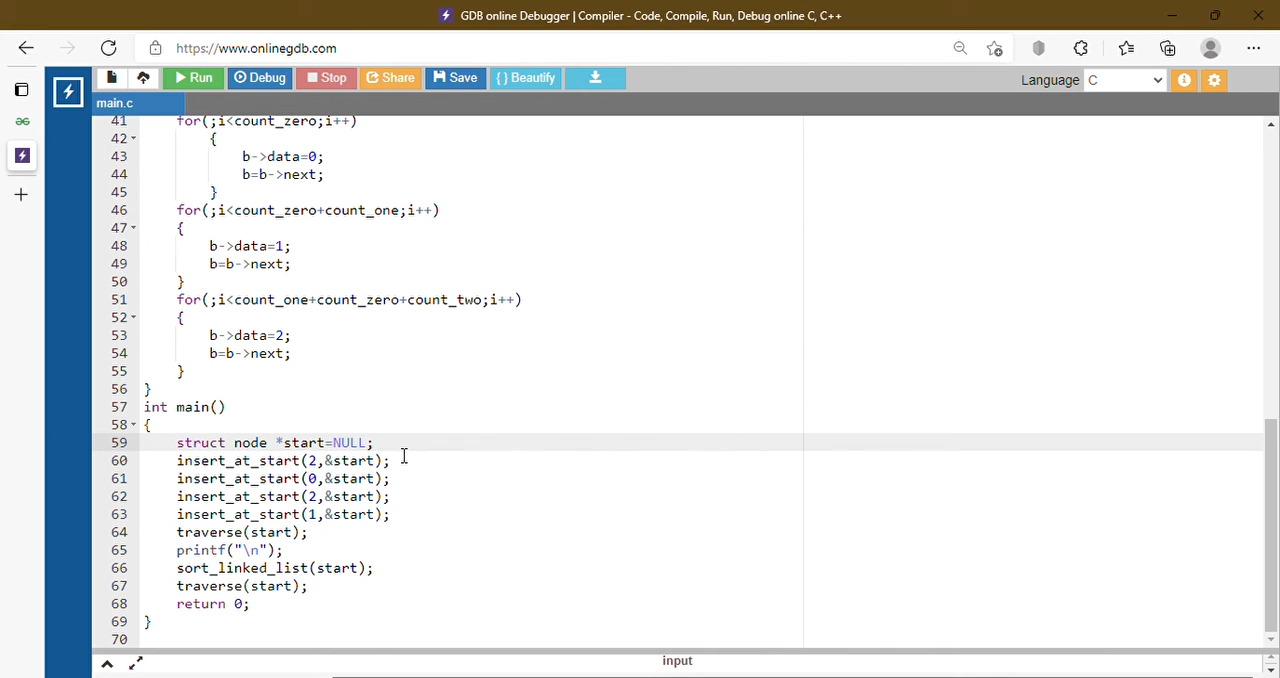 GDB online Debugger | Compiler - Code, Compile, Run, Debug online C, C++
https://www.onlinegdb.com
Run Debug Stop Share Save {} Beautify Language C
main.c
41 for(;i<count_zero;i++)
42 {
43 b->data=0;
44 b=b->next;
45 }
46 for(;i<count_zero+count_one;i++)
47 {
48 b->data=1;
49 b=b->next;
50 }
51 for(;i<count_one+count_zero+count_two;i++)
52 {
53 b->data=2;
54 b=b->next;
55 }
56 }
57 int main()
58 {
59 struct node *start=NULL;
60 insert_at_start(2,&start);
61 insert_at_start(0,&start);
62 insert_at_start(2,&start);
63 insert_at_start(1,&start);
64 traverse(start);
65 printf("\n");
66 sort_linked_list(start);
67 traverse(start);
68 return 0;
69 }
70
input